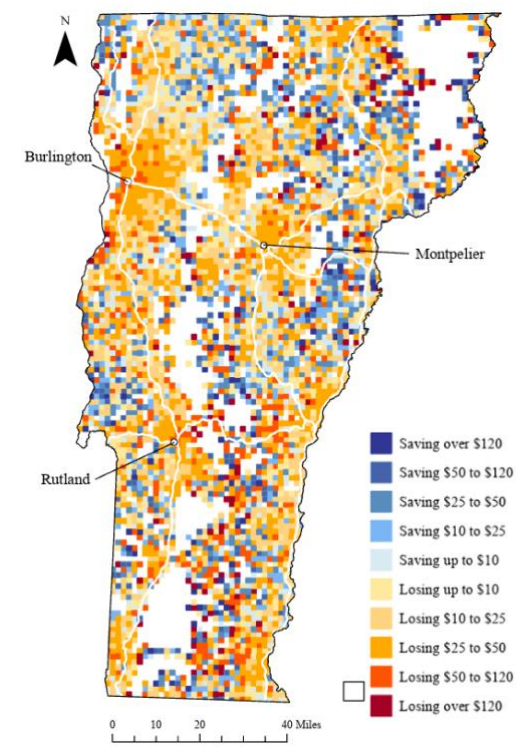 N
Burlington
Montpelier
Rutland
Saving over $120
Saving $50 to $120
Saving $25 to $50
Saving $10 to $25
Saving up to $10
Losing up to $10
Losing $10 to $25
Losing $25 to $50
Losing $50 to $120
Losing over $120
0 10 20 40 Miles